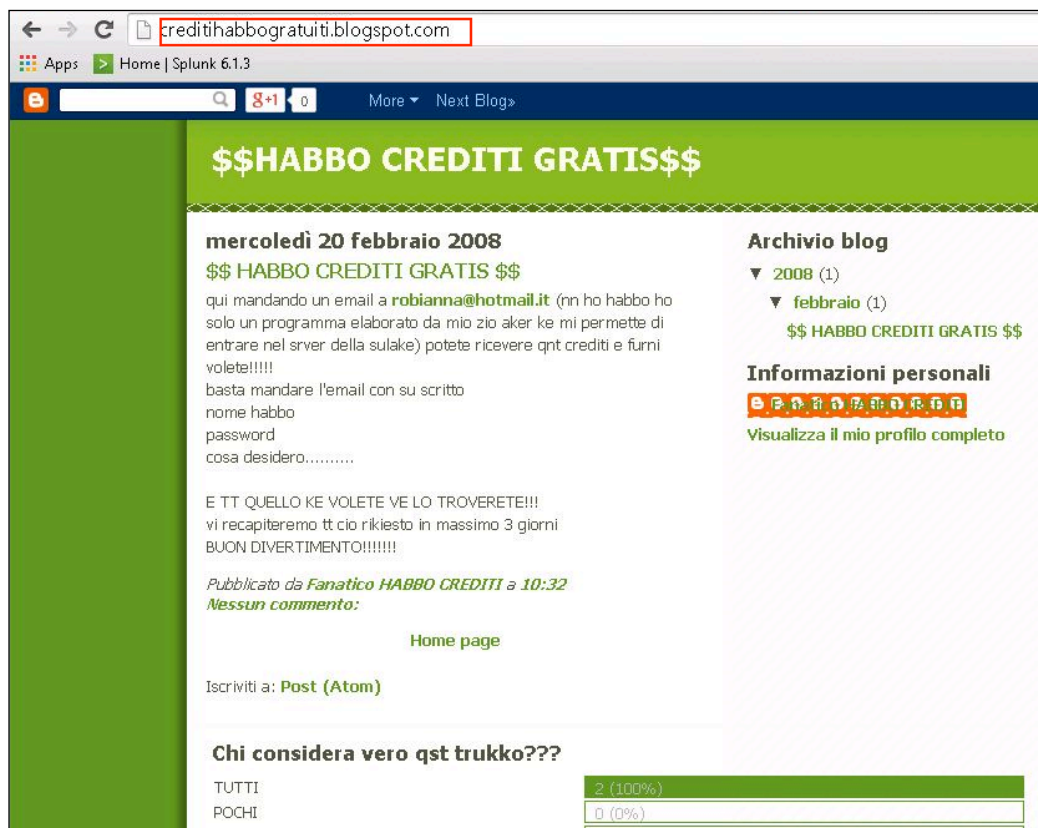 creditihabbogratuiti.blogspot.com
Apps Home | Splunk 6.1.3
g+1 0 More Next Blog»
$$HABBO CREDITI GRATIS$$
mercoledì 20 febbraio 2008
$$ HABBO CREDITI GRATIS $$
qui mandando un email a robianna@hotmail.it (nn ho habbo ho
solo un programma elaborato da mio zio aker ke mi permette di
entrare nel srver della sulake) potete ricevere qnt crediti e furni
volete!!!!!
basta mandare l'email con su scritto
nome habbo
password
cosa desidero..........
E TT QUELLO KE VOLETE VE LO TROVERETE!!!
vi recapiteremo tt cio rikiesto in massimo 3 giorni
BUON DIVERTIMENTO!!!!!!!
Pubblicato da Fanatico HABBO CREDITI a 10:32
Nessun commento:
Home page
Iscriviti a: Post (Atom)
Chi considera vero qst trukko???
TUTTI 2 (100%)
POCHI 0 (0%)
Archivio blog
▼ 2008 (1)
▼ febbraio (1)
$$ HABBO CREDITI GRATIS $$
Informazioni personali
Fanatico HABBO CREDITI
Visualizza il mio profilo completo